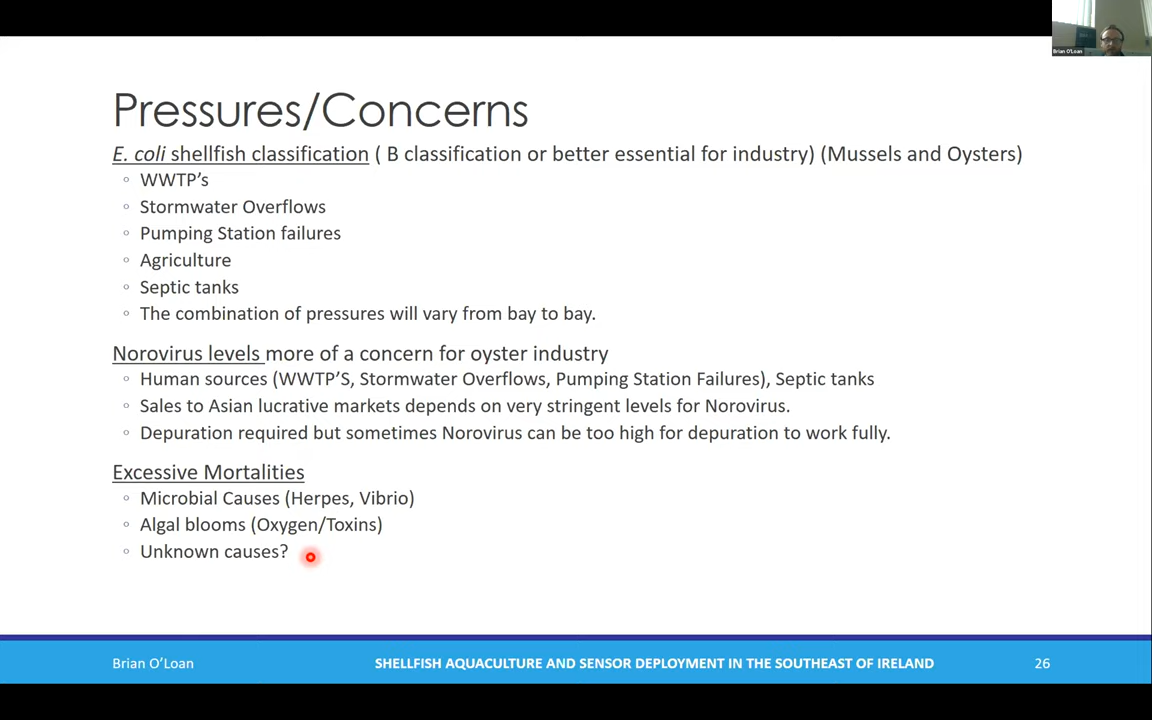 Brian O'Loan
Pressures/Concerns
E. coli shellfish classification ( B classification or better essential for industry) (Mussels and Oysters)
◦ WWTP's
◦ Stormwater Overflows
◦ Pumping Station failures
◦ Agriculture
◦ Septic tanks
◦ The combination of pressures will vary from bay to bay.
Norovirus levels more of a concern for oyster industry
◦ Human sources (WWTP'S, Stormwater Overflows, Pumping Station Failures), Septic tanks
◦ Sales to Asian lucrative markets depends on very stringent levels for Norovirus.
◦ Depuration required but sometimes Norovirus can be too high for depuration to work fully.
Excessive Mortalities
◦ Microbial Causes (Herpes, Vibrio)
◦ Algal blooms (Oxygen/Toxins)
◦ Unknown causes?
Brian O'Loan SHELLFISH AQUACULTURE AND SENSOR DEPLOYMENT IN THE SOUTHEAST OF IRELAND 26